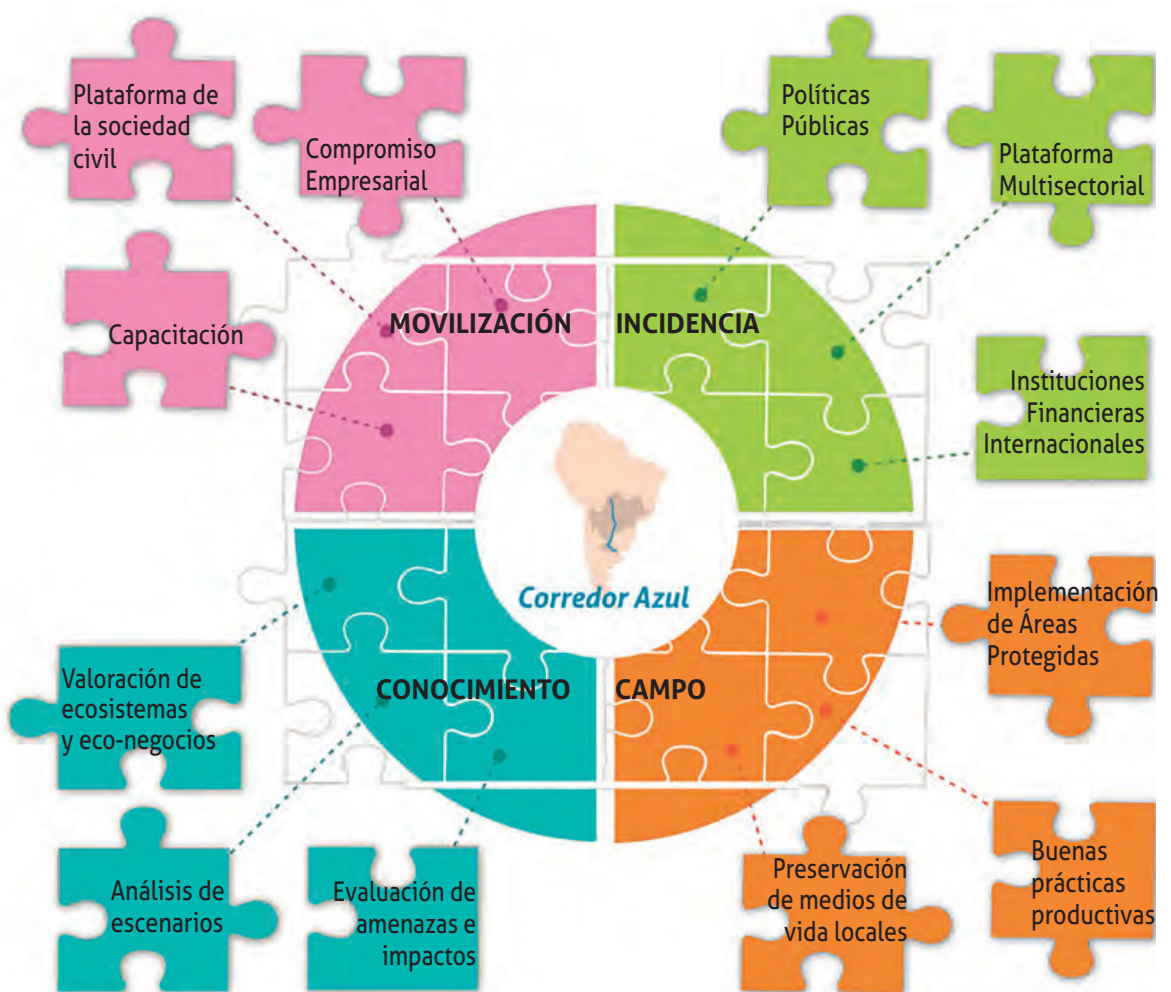 Plataforma de
la sociedad
civil
Compromiso
Empresarial
Políticas
Públicas
Plataforma
Multisectorial
Capacitación
MOVILIZACIÓN
INCIDENCIA
Instituciones
Financieras
Internacionales
Corredor Azul
Implementación
de Áreas
Protegidas
Valoración de
ecosistemas
y eco-negocios
CONOCIMIENTO
CAMPO
Análisis de
escenarios
Evaluación de
amenazas e
impactos
Preservación
de medios de
vida locales
Buenas
prácticas
productivas